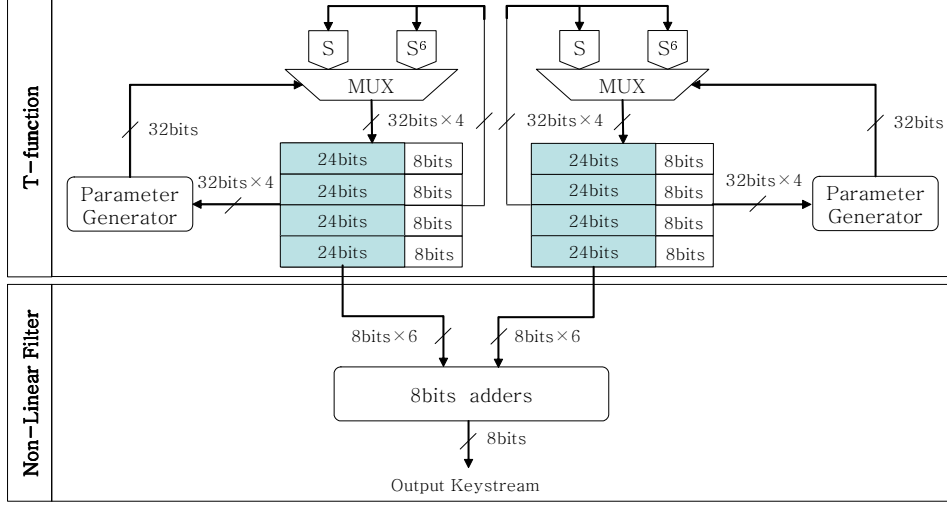 T-function
S
S⁶
S
S⁶
MUX
MUX
32bits
32bits×4
32bits×4
32bits
24bits
8bits
24bits
8bits
24bits
8bits
24bits
8bits
24bits
8bits
24bits
8bits
24bits
8bits
24bits
8bits
32bits×4
32bits×4
Parameter
Generator
Parameter
Generator
Non-Linear Filter
8bits×6
8bits×6
8bits adders
8bits
Output Keystream